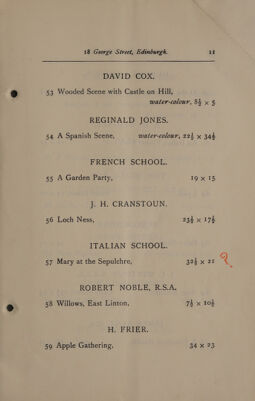 18 George Street, Edinburgh. 11
DAVID COX.
53 Wooded Scene with Castle on Hill,
water-colour, 8½ × 5
REGINALD JONES.
54 A Spanish Scene, water-colour, 22½ × 34½
FRENCH SCHOOL.
55 A Garden Party, 19 × 15
J. H. CRANSTOUN.
56 Loch Ness, 23½ × 17½
ITALIAN SCHOOL.
57 Mary at the Sepulchre, 32½ × 21 ?
ROBERT NOBLE, R.S.A.
58 Willows, East Linton, 7½ × 10½
H. FRIER.
59 Apple Gathering, 34 × 23